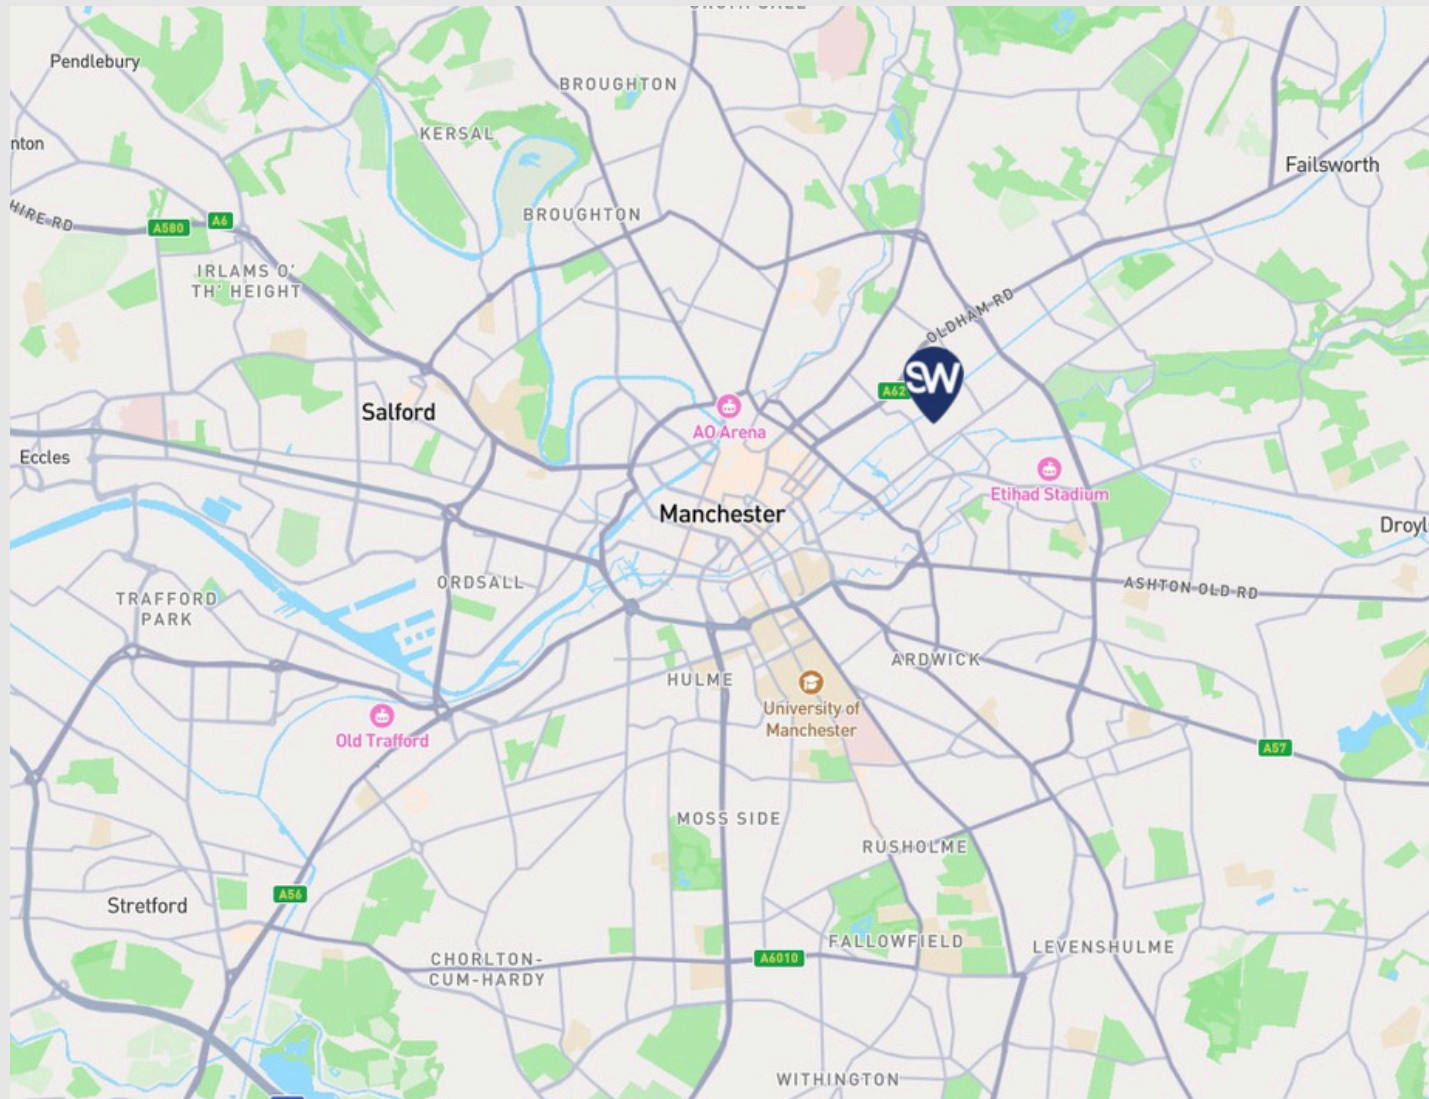 Pendlebury
BROUGHTON
KERSAL
nton
Failsworth
HIRE RD
A580
A6
BROUGHTON
IRLAMS O'
TH' HEIGHT
OLDHAM RD
A62
SW
Salford
AO Arena
Eccles
Etihad Stadium
Manchester
Droyl
ORDSALL
ASHTON OLD RD
TRAFFORD
PARK
ARDWICK
HULME
University of
Manchester
Old Trafford
A57
MOSS SIDE
RUSHOLME
A56
Stretford
FALLOWFIELD
LEVENSHULME
CHORLTON-
CUM-HARDY
A6010
WITHINGTON